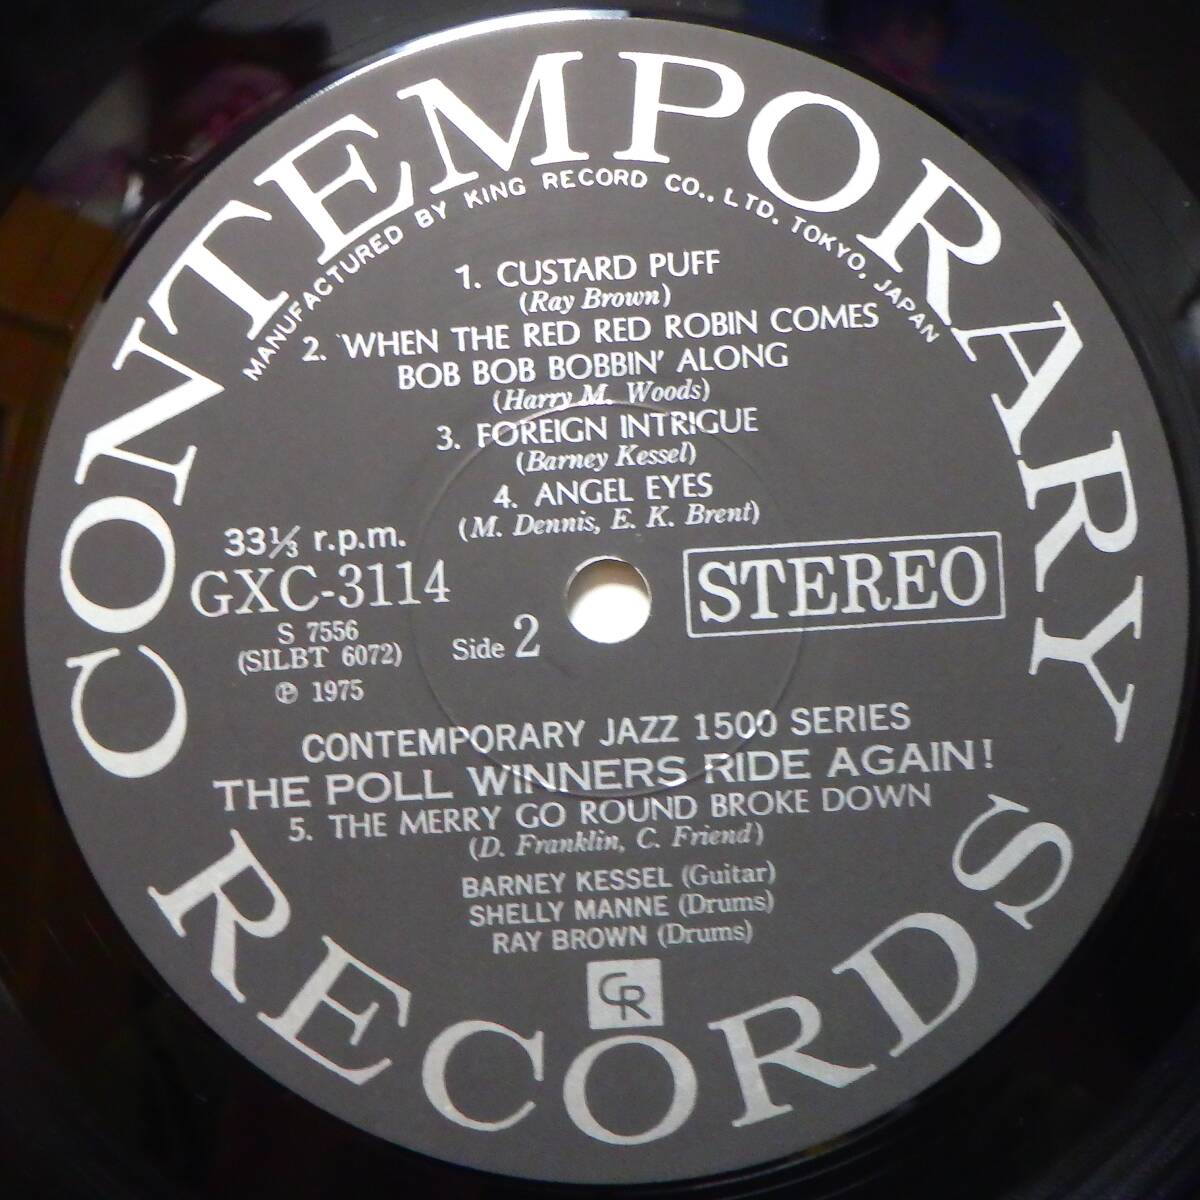 CONTEMPORARY
MANUFACTURED BY KING RECORD CO., LTD. TOKYO, JAPAN
1. CUSTARD PUFF
(Ray Brown)
2. 'WHEN THE RED RED ROBIN COMES
BOB BOB BOBBIN' ALONG
(Harry M. Woods)
3. FOREIGN INTRIGUE
(Barney Kessel)
4. ANGEL EYES
(M. Dennis, E. K. Brent)
33⅓ r.p.m.
GXC-3114
S 7556
(SILBT 6072)
℗ 1975
Side 2
STEREO
CONTEMPORARY JAZZ 1500 SERIES
THE POLL WINNERS RIDE AGAIN!
5. THE MERRY GO ROUND BROKE DOWN
(D. Franklin, C. Friend)
BARNEY KESSEL (Guitar)
SHELLY MANNE (Drums)
RAY BROWN (Drums)
CR
RECORDS